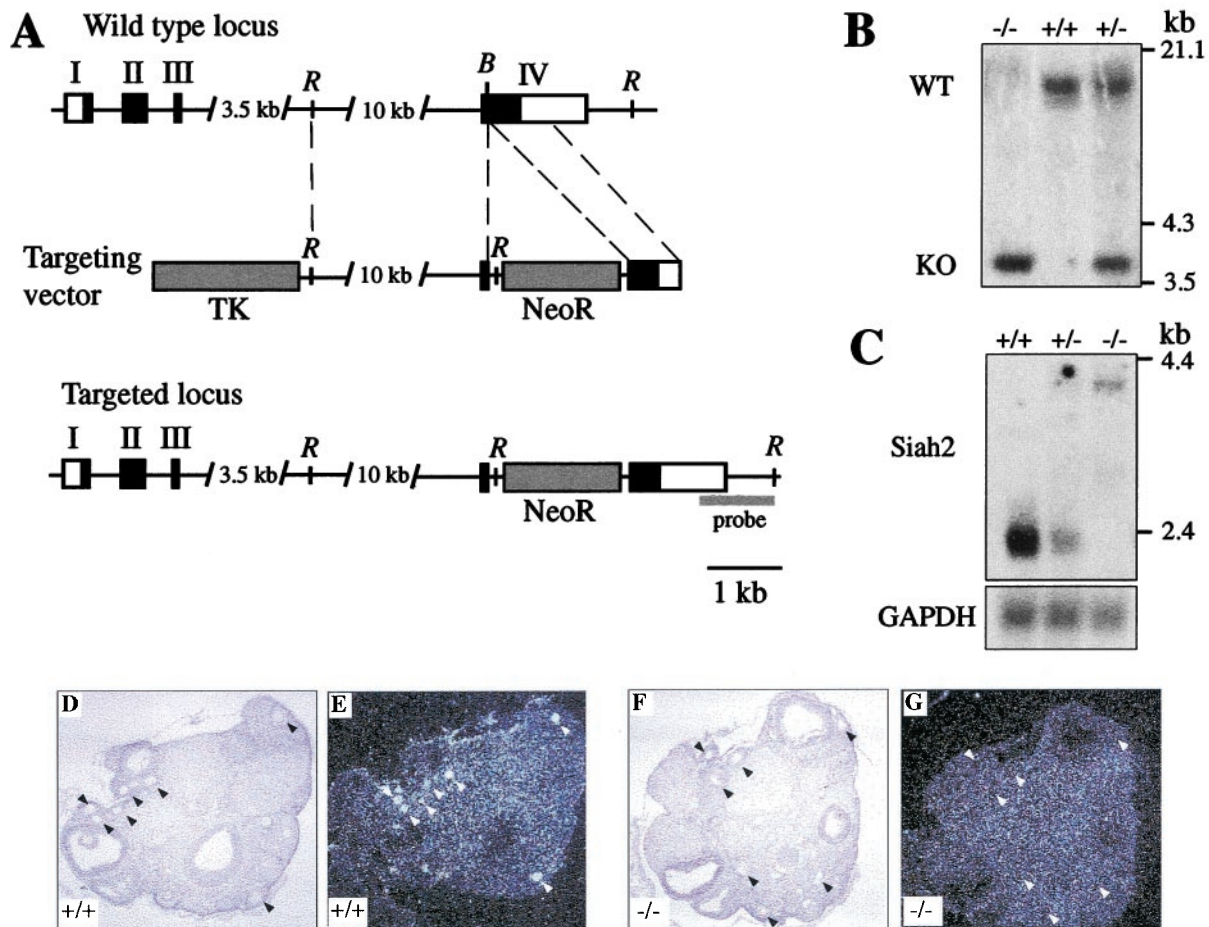 A
Wild type locus
I II III
3.5 kb
R
10 kb
B
IV
R
Targeting
vector
TK
R
10 kb
R
NeoR
Targeted locus
I II III
3.5 kb
R
10 kb
R
NeoR
R
probe
1 kb
B
-/- +/+ +/- kb
21.1
WT
4.3
KO
3.5
C
+/+ +/- -/- kb
4.4
Siah2
2.4
GAPDH
D
+/+
E
+/+
F
-/-
G
-/-